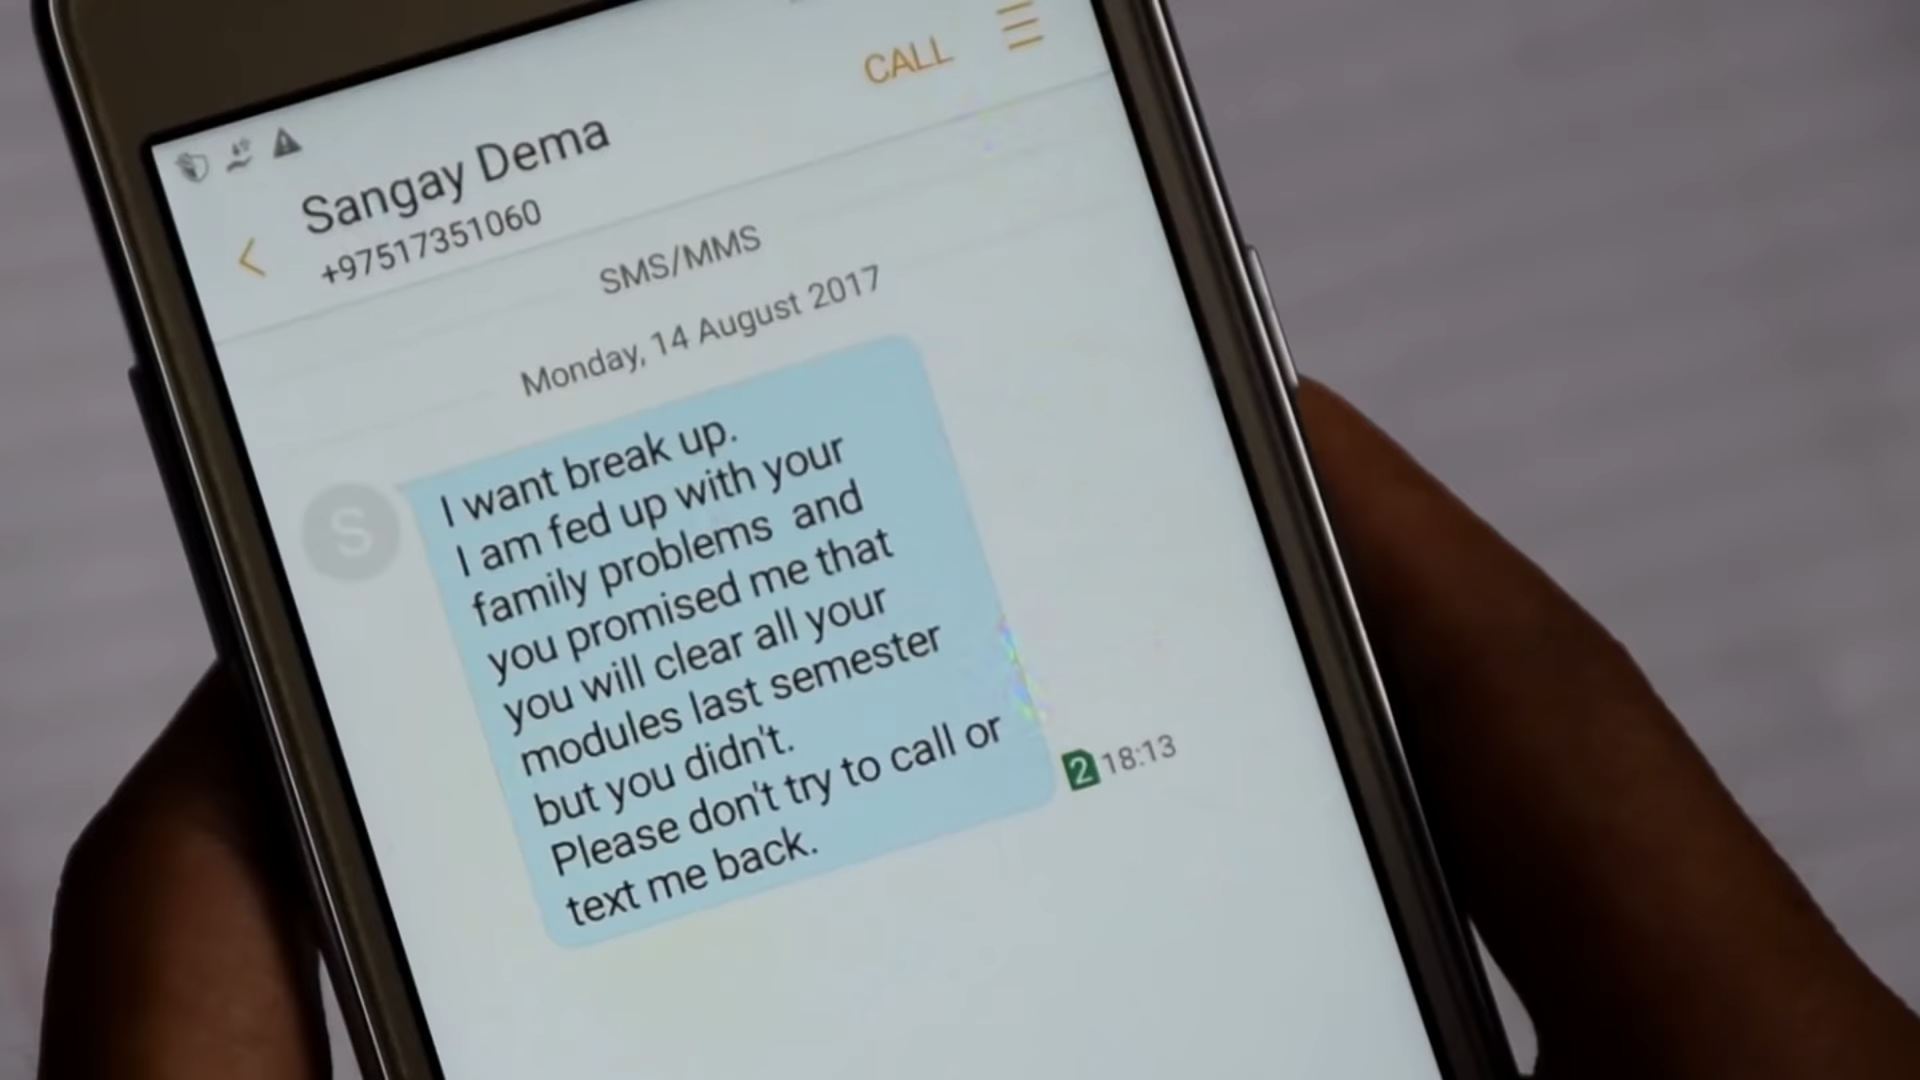 CALL
Sangay Dema
+97517351060
SMS/MMS
Monday, 14 August 2017
S
I want break up.
I am fed up with your
family problems and
you promised me that
you will clear all your
modules last semester
but you didn't.
Please don't try to call or
text me back.
2 18:13